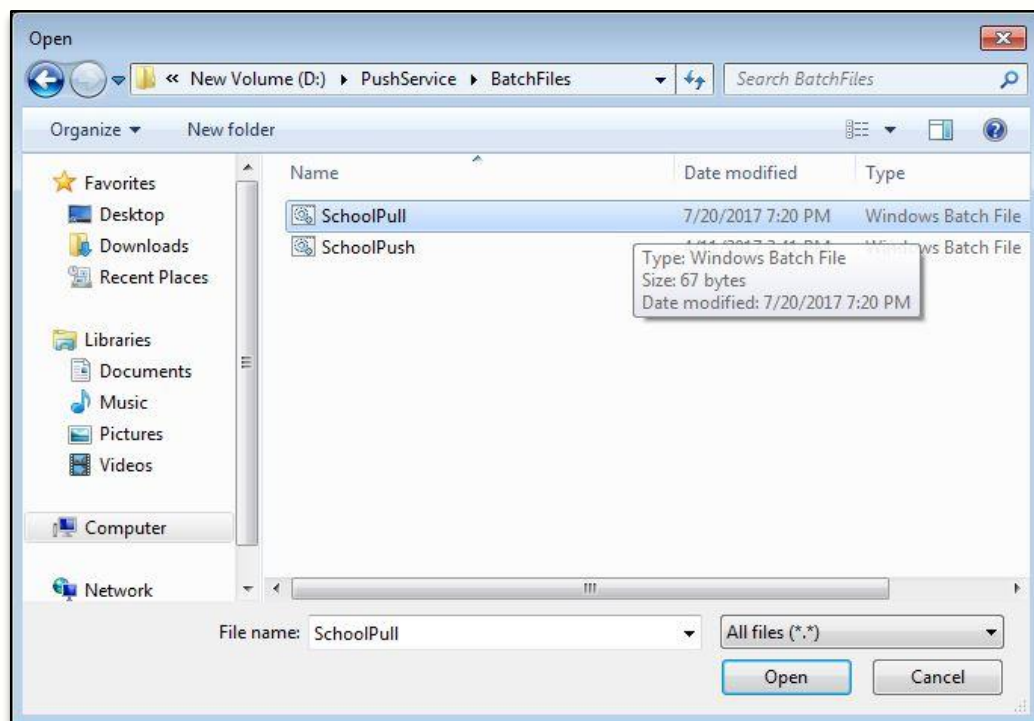 Open
« New Volume (D:) ▸ PushService ▸ BatchFiles
Search BatchFiles
Organize
New folder
Name
Date modified
Type
Favorites
Desktop
Downloads
Recent Places
Libraries
Documents
Music
Pictures
Videos
Computer
Network
SchoolPull 7/20/2017 7:20 PM Windows Batch File
SchoolPush
Type: Windows Batch File
Size: 67 bytes
Date modified: 7/20/2017 7:20 PM
File name: SchoolPull
All files (*.*)
Open
Cancel